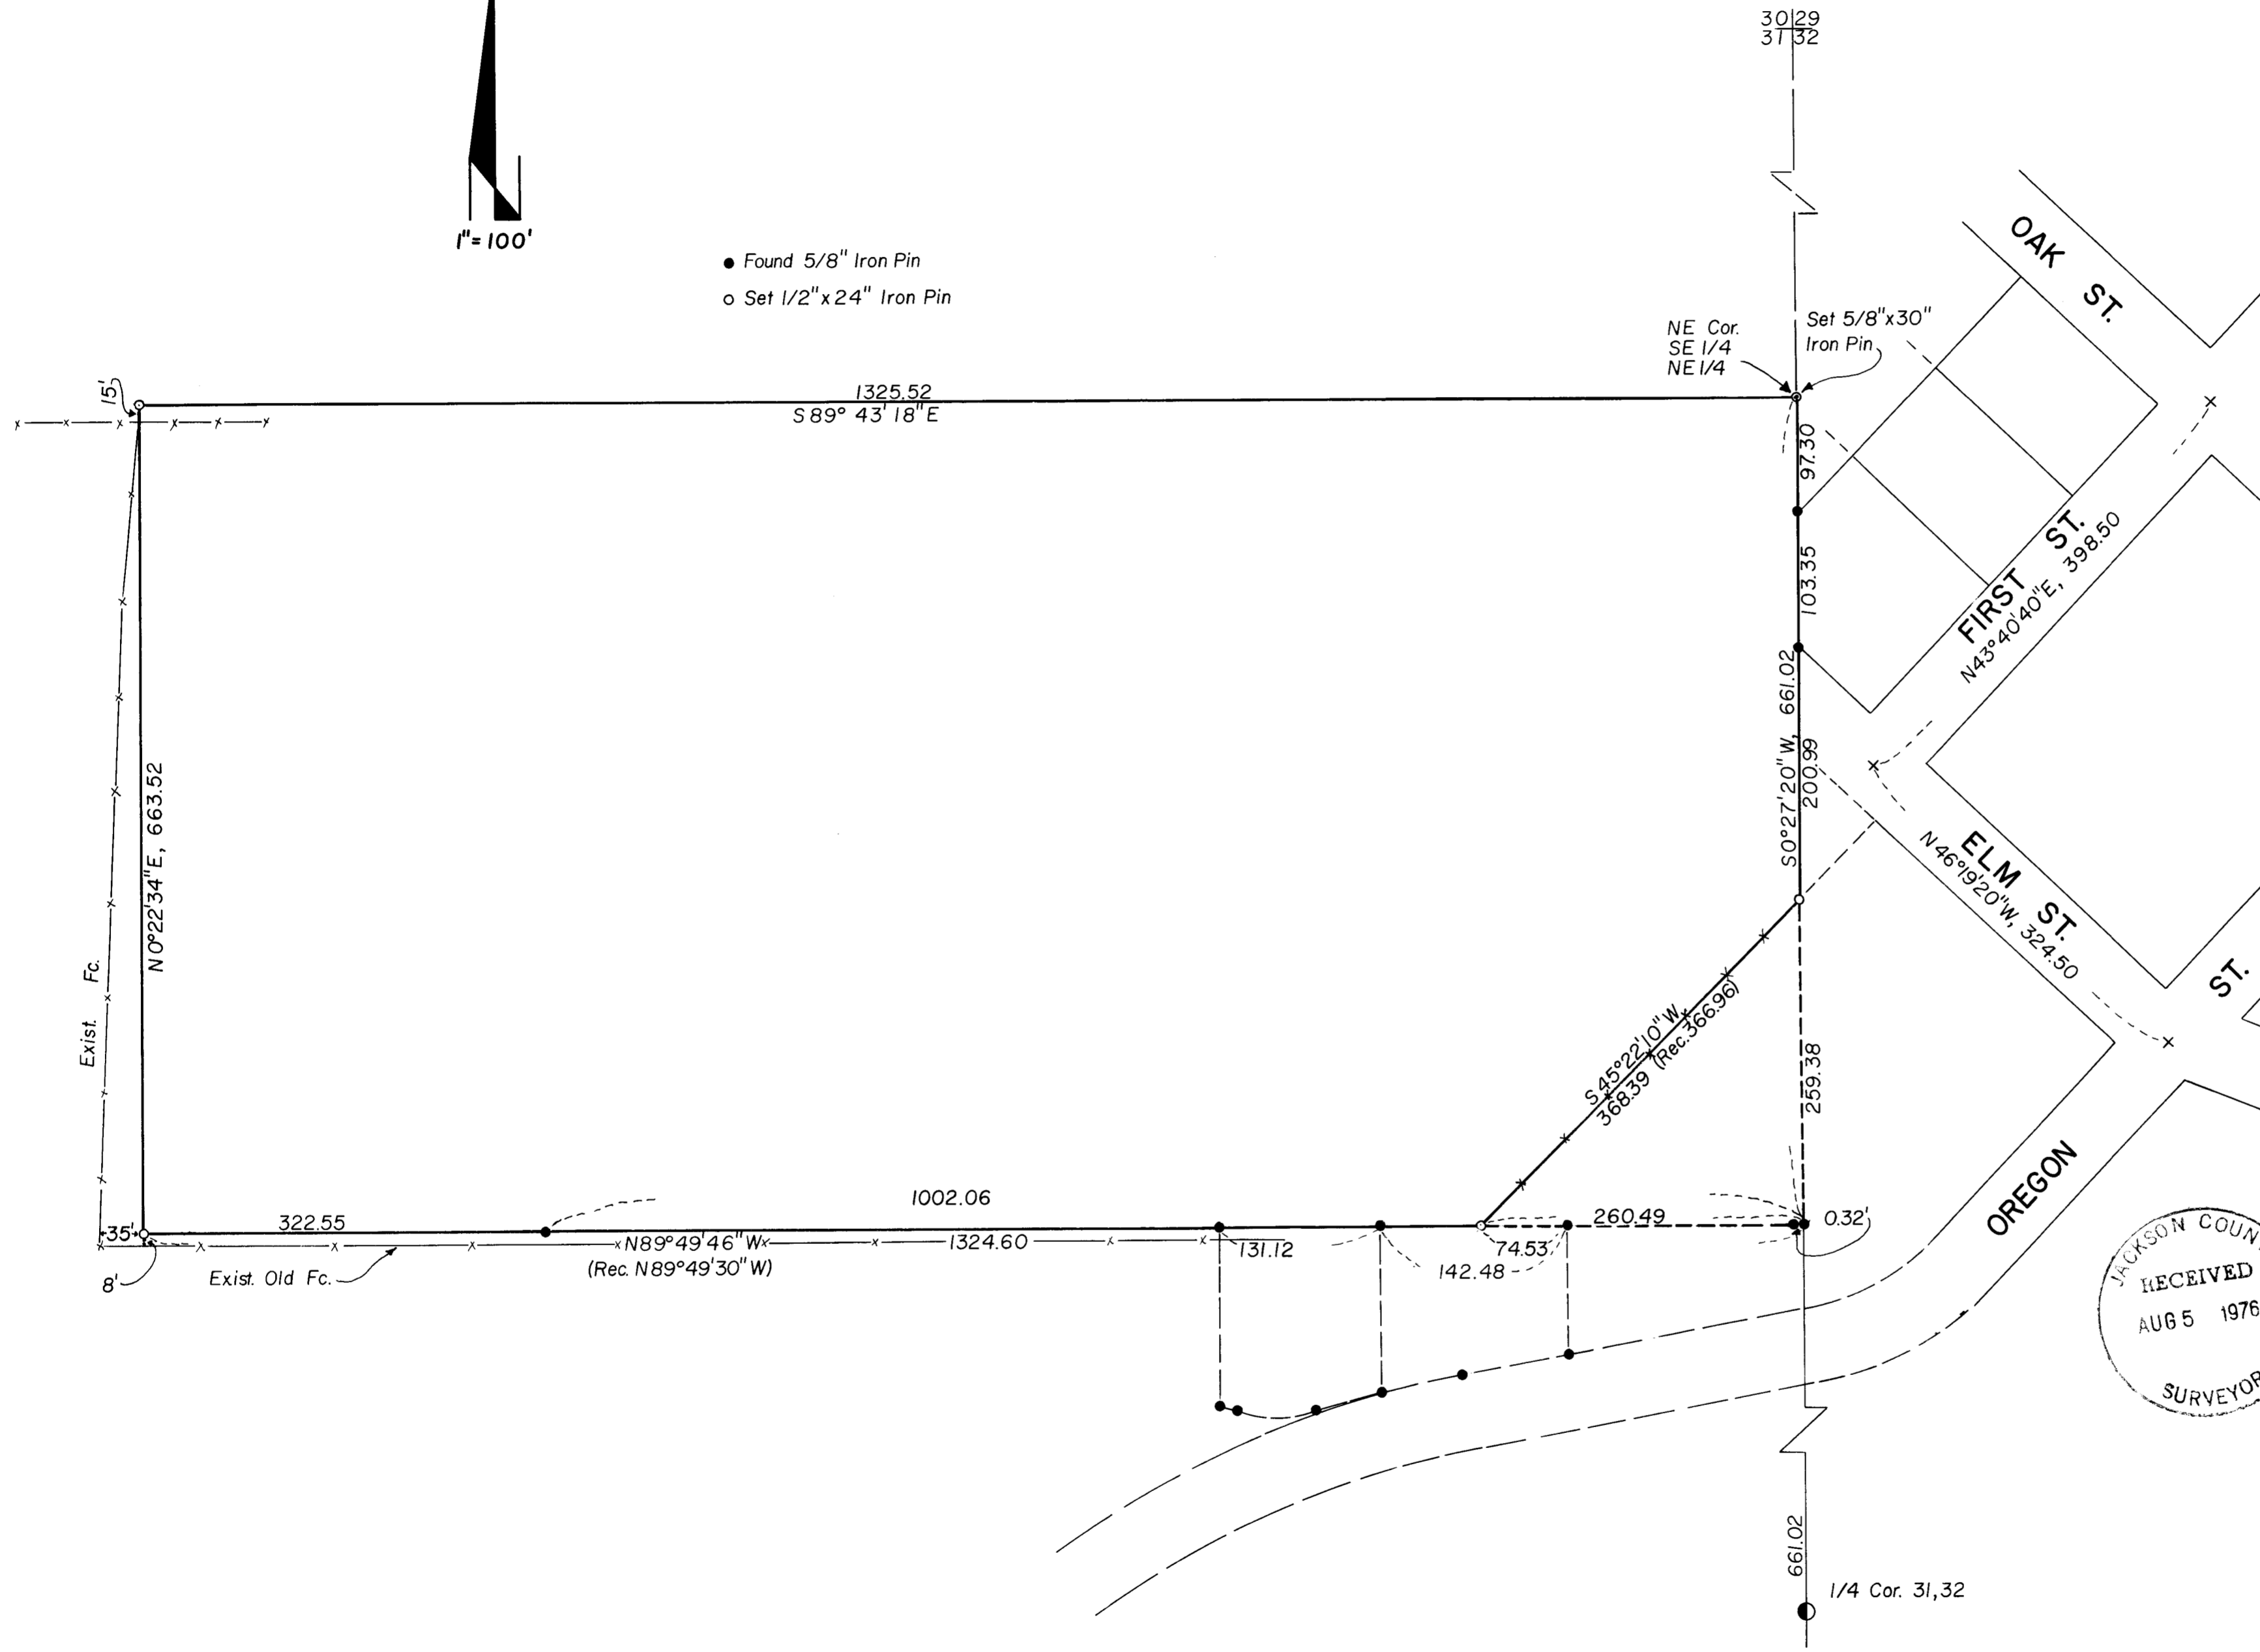 30 29
31 32
1"= 100'
Found 5/8" Iron Pin
Set 1/2"x 24" Iron Pin
OAK ST.
NE Cor.
SE 1/4
NE 1/4
Set 5/8"x30"
Iron Pin
15'
1325.52
S 89° 43' 18"E
97.30
103.35
FIRST ST.
N43°40'40"E, 398.50
S0°27'20"W, 661.02
200.99
N 0°22'34"E, 663.52
ELM ST.
N46°19'20"W, 324.50
ST.
Exist. Fc.
S 45°22'10"W,
368.39 (Rec.366.96)
259.38
OREGON
1002.06
322.55
260.49
0.32'
35'
N89°49'46"W
1324.60
131.12
74.53
(Rec. N89°49'30"W)
142.48
Exist. Old Fc.
8'
JACKSON COUN
RECEIVED
AUG 5 1976
SURVEYOR
661.02
1/4 Cor. 31,32